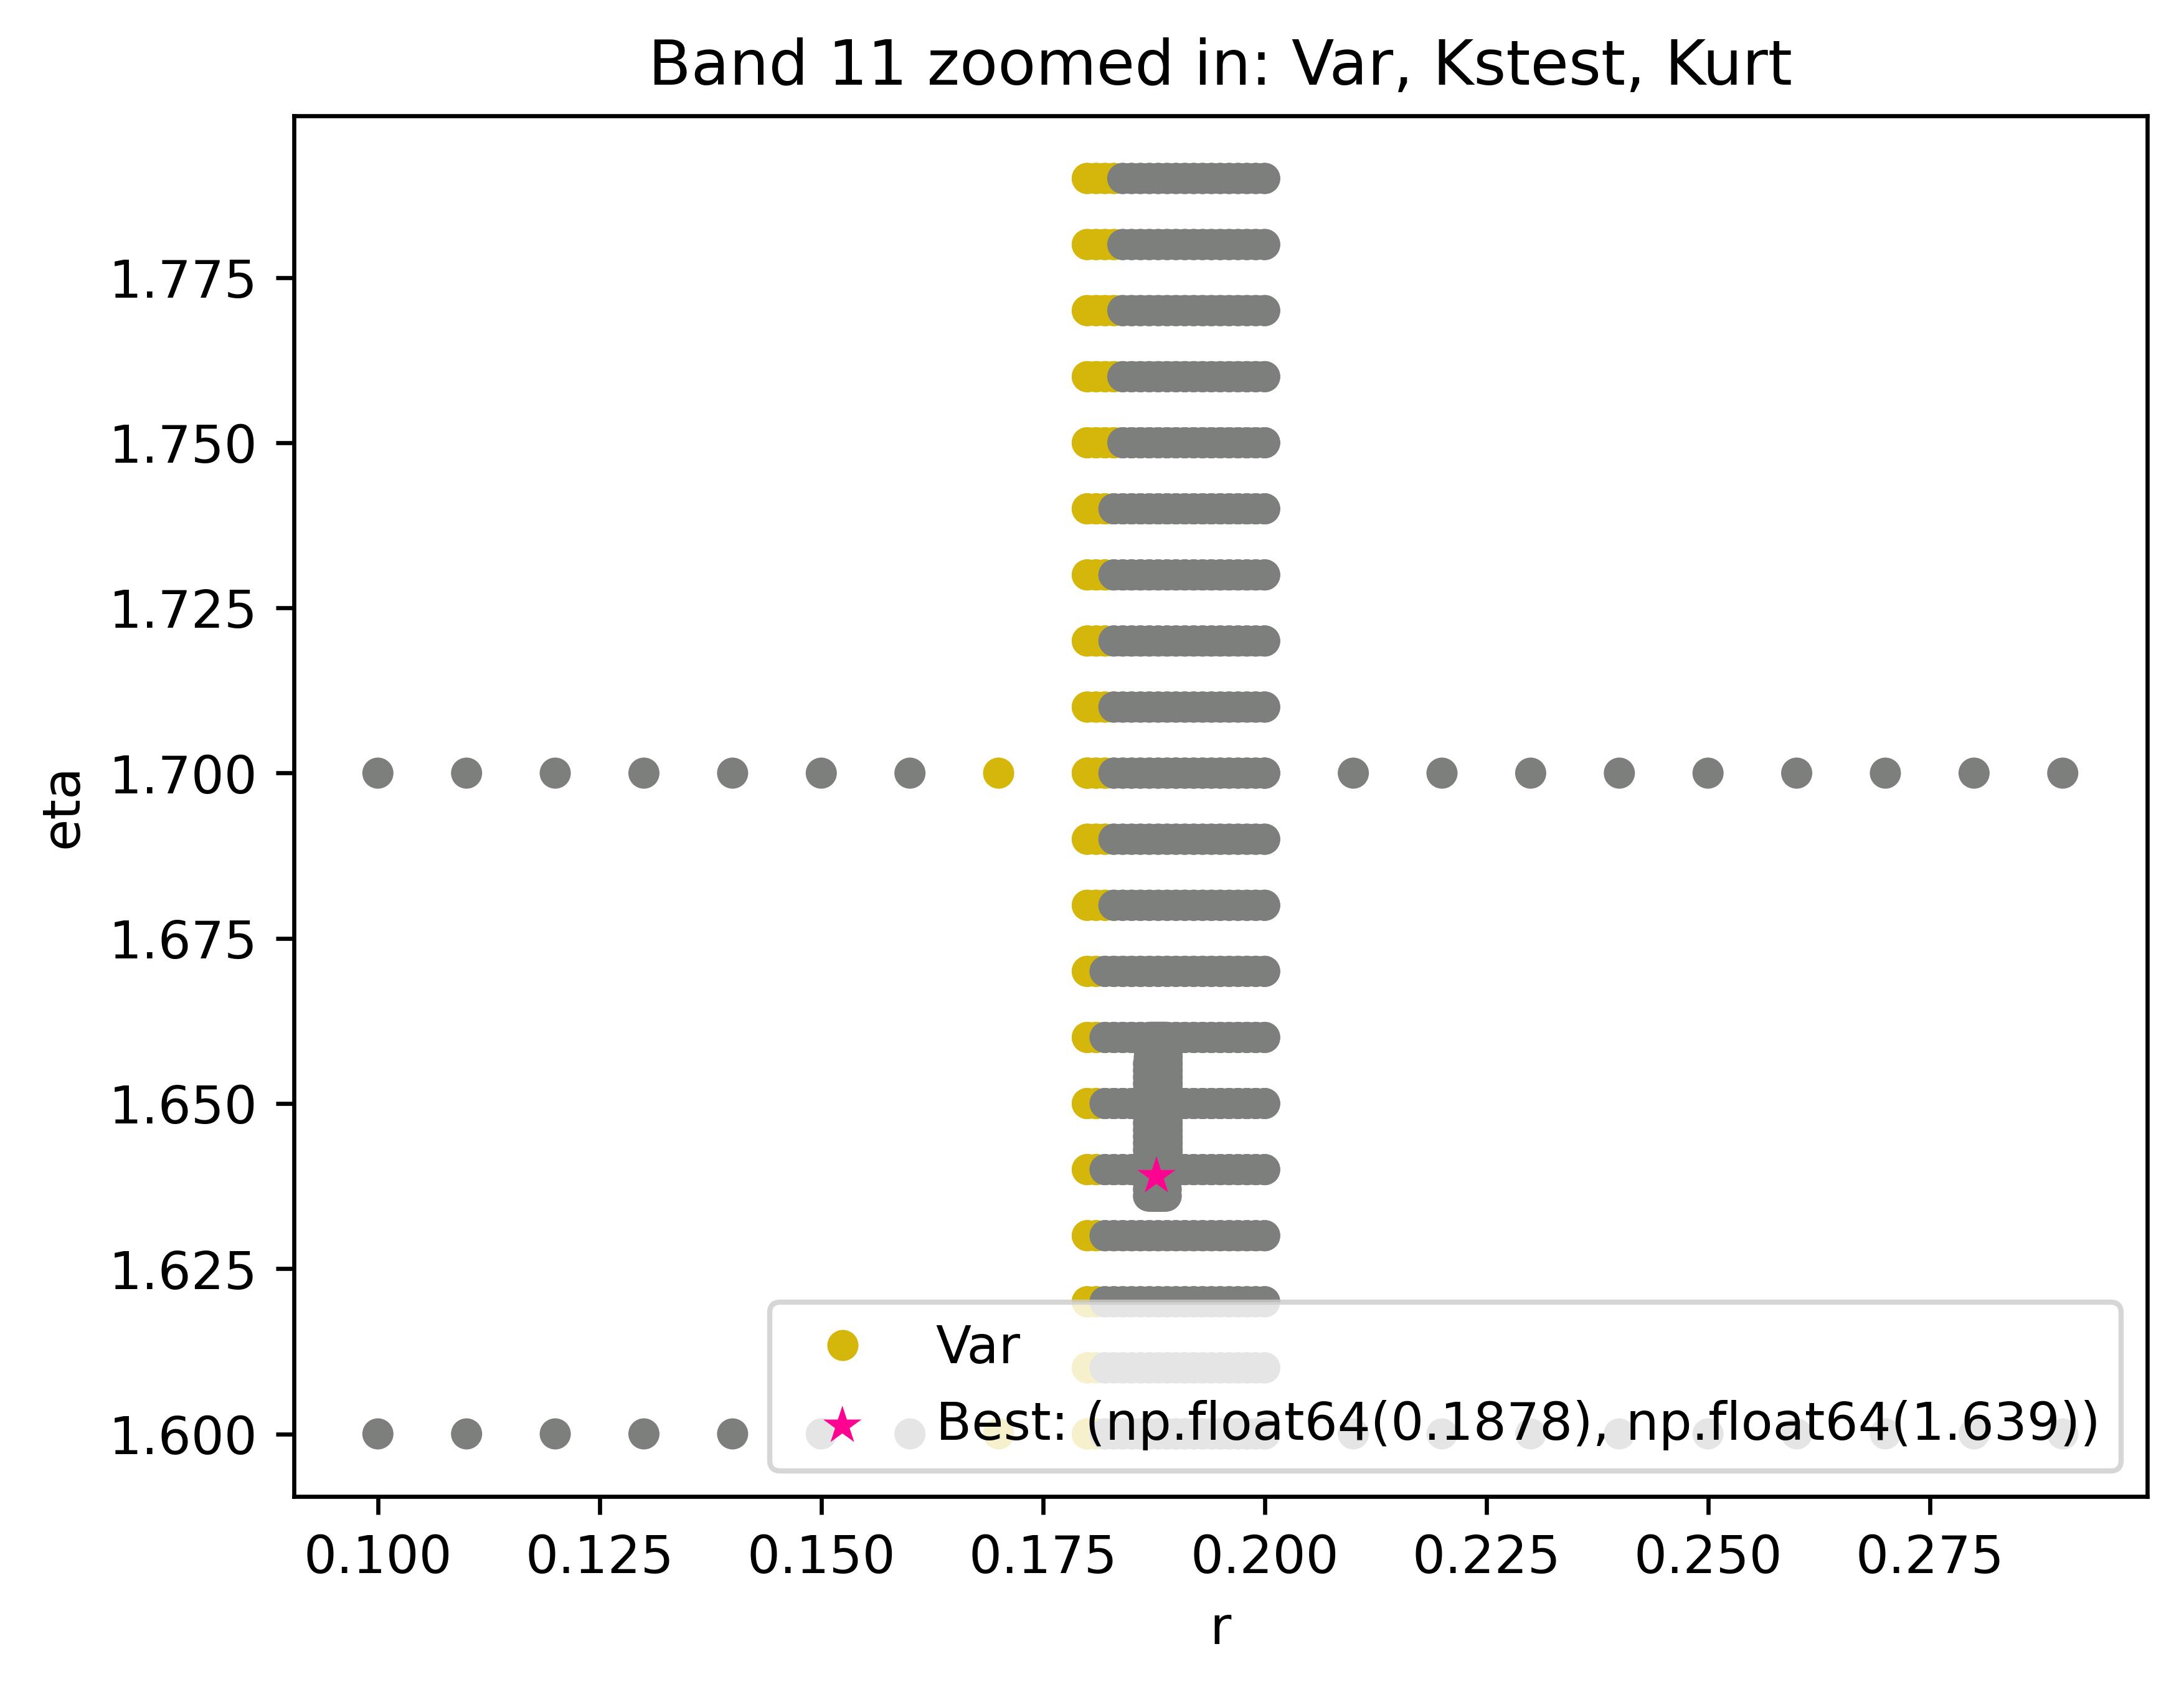 Band 11 zoomed in: Var, Kstest, Kurt
eta
1.775
1.750
1.725
1.700
1.675
1.650
1.625
1.600
Var
Best: (np.float64(0.1878), np.float64(1.639))
0.100 0.125 0.150 0.175 0.200 0.225 0.250 0.275
r